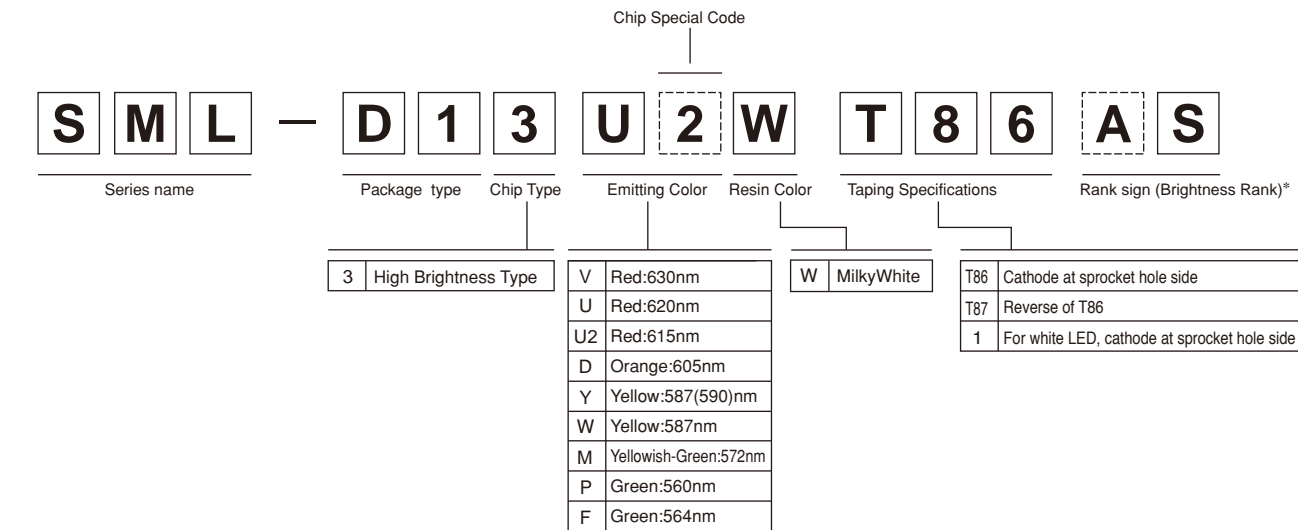 Chip Special Code
S M L — D 1 3 U 2 W T 8 6 A S
Series name Package type Chip Type Emitting Color Resin Color Taping Specifications Rank sign (Brightness Rank)*
3 High Brightness Type
V Red:630nm
U Red:620nm
U2 Red:615nm
D Orange:605nm
Y Yellow:587(590)nm
W Yellow:587nm
M Yellowish-Green:572nm
P Green:560nm
F Green:564nm
W MilkyWhite
T86 Cathode at sprocket hole side
T87 Reverse of T86
1 For white LED, cathode at sprocket hole side